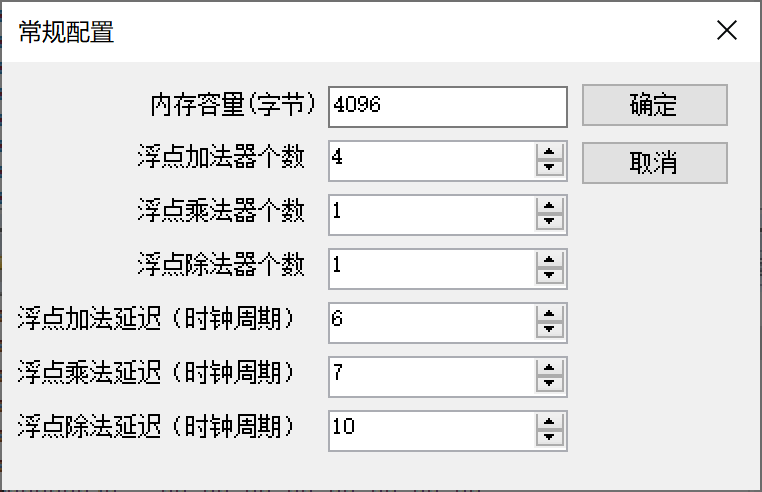 常规配置
内存容量(字节) 4096 确定
浮点加法器个数 4 取消
浮点乘法器个数 1
浮点除法器个数 1
浮点加法延迟（时钟周期） 6
浮点乘法延迟（时钟周期） 7
浮点除法延迟（时钟周期） 10